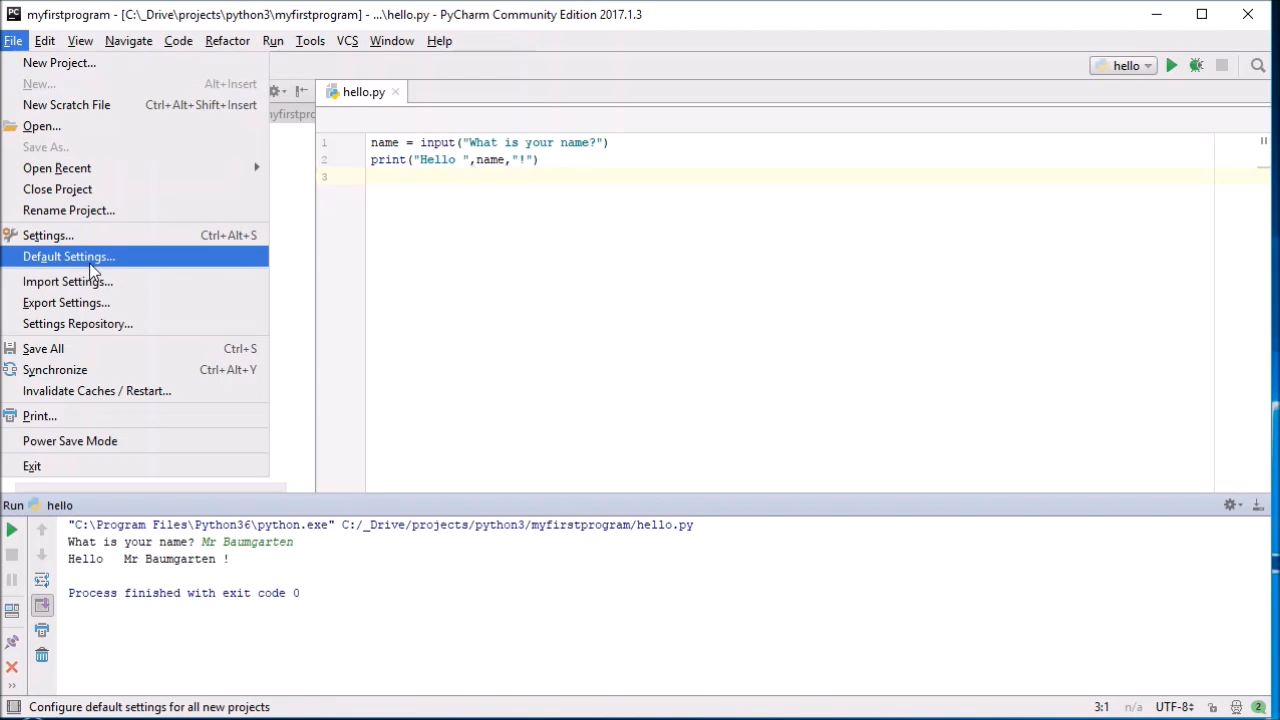 myfirstprogram - [C:\_Drive\projects\python3\myfirstprogram] - ...\hello.py - PyCharm Community Edition 2017.1.3
File Edit View Navigate Code Refactor Run Tools VCS Window Help
New Project...
New... Alt+Insert
New Scratch File Ctrl+Alt+Shift+Insert
Open...
Save As..
Open Recent
Close Project
Rename Project...
Settings... Ctrl+Alt+S
Default Settings...
Import Settings...
Export Settings...
Settings Repository...
Save All Ctrl+S
Synchronize Ctrl+Alt+Y
Invalidate Caches / Restart...
Print...
Power Save Mode
Exit
hello
yfirstpro
hello.py
1 name = input("What is your name?")
2 print("Hello ",name,"!")
3
Run hello
"C:\Program Files\Python36\python.exe" C:/_Drive/projects/python3/myfirstprogram/hello.py
What is your name? Mr Baumgarten
Hello   Mr Baumgarten !
Process finished with exit code 0
Configure default settings for all new projects 3:1 n/a UTF-8 2